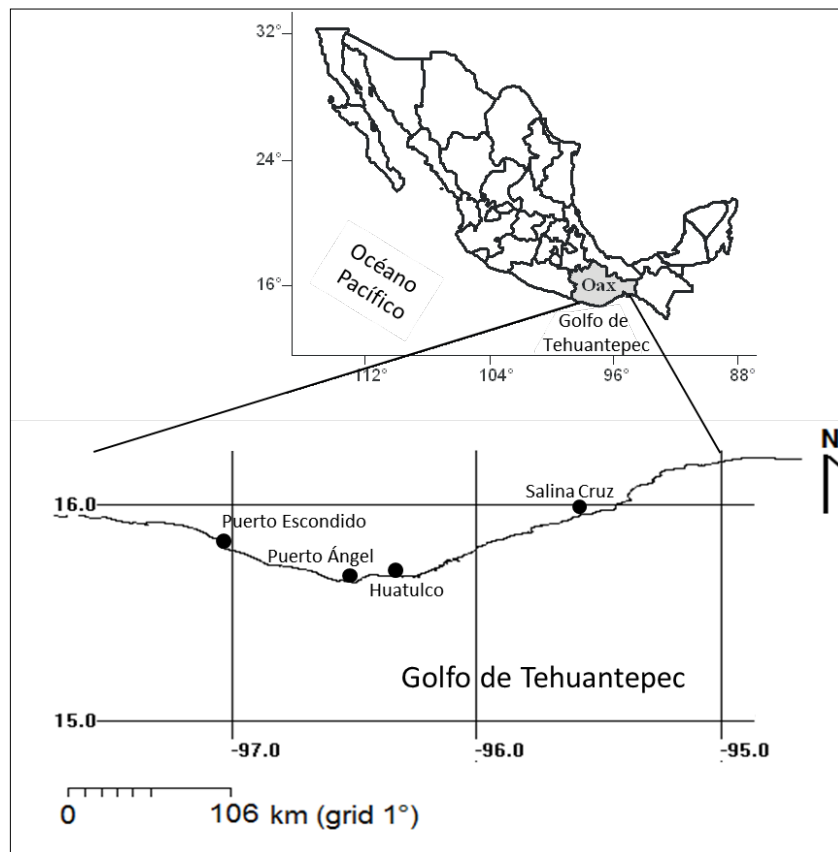 32°
24°
16°
Océano
Pacífico
Oax
Golfo de
Tehuantepec
112°
104°
96°
88°
N
16.0
Salina Cruz
Puerto Escondido
Puerto Ángel
Huatulco
Golfo de Tehuantepec
15.0
-97.0
-96.0
-95.0
0
106 km (grid 1°)